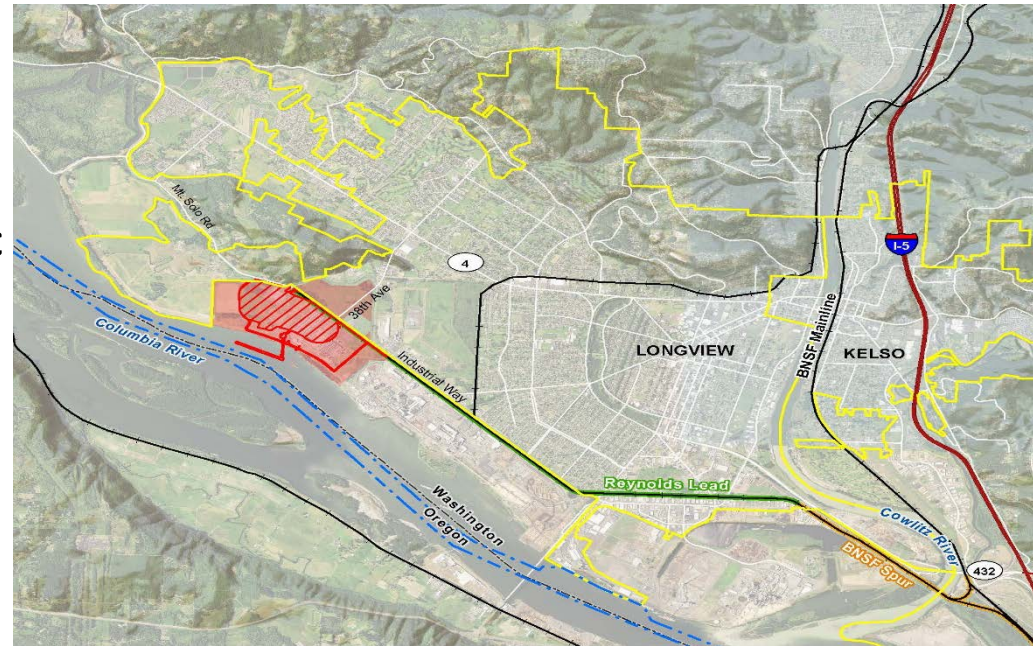 Mt. Solo Rd
4
I-5
38th Ave
Columbia River
Industrial Way
LONGVIEW
BNSF Mainline
KELSO
Washington
Oregon
Reynolds Lead
Cowlitz River
BNSF Spur
432